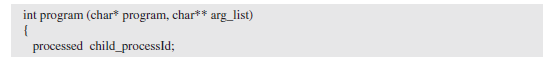 int program (char* program, char** arg_list)
{
processed child_processId;